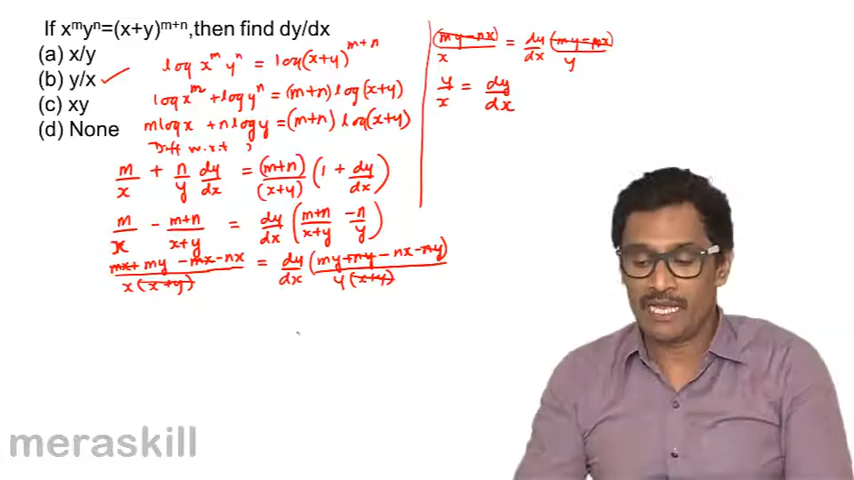 If xᵐyⁿ=(x+y)ᵐ⁺ⁿ,then find dy/dx
(a) x/y
(b) y/x ✓
(c) xy
(d) None
log xᵐ yⁿ = log(x+y)ᵐ⁺ⁿ
log xᵐ + log yⁿ = (m+n) log(x+y)
m log x + n log y = (m+n) log(x+y)
Diff w.r.t
m/x + n/y dy/dx = (m+n)/(x+y) (1 + dy/dx)
m/x - m+n/x+y = dy/dx (m+n/x+y - n/y)
mx+my-mx-nx/x(x+y) = dy/dx (my+ny-nx-ny)/y(x+y)
(my-nx)/x = dy/dx (my-nx)/y
y/x = dy/dx
meraskill